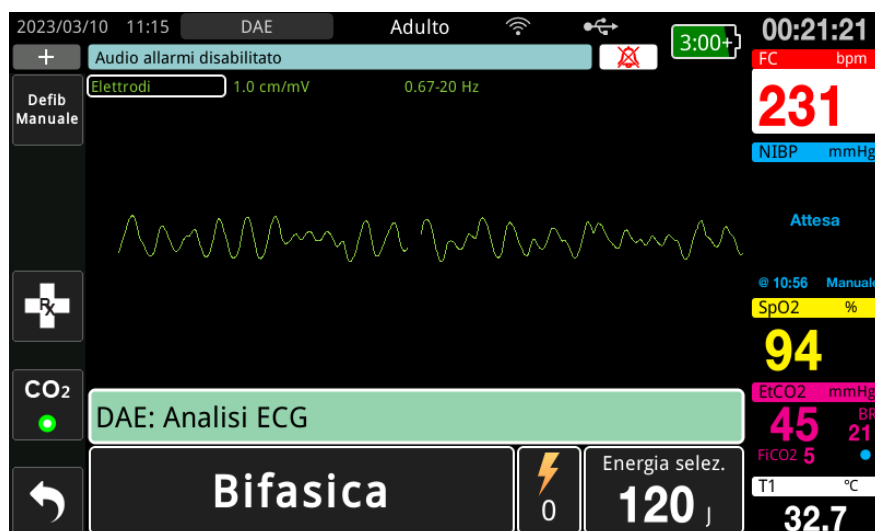 2023/03/10 11:15 DAE Adulto 3:00+ 00:21:21
+ Audio allarmi disabilitato FC bpm
Defib
Manuale
Elettrodi 1.0 cm/mV 0.67-20 Hz
231
NIBP mmHg
Attesa
@ 10:56 Manuale
Rx
SpO2 %
94
CO2
EtCO2 mmHg
45 BR
21
FiCO2 5
DAE: Analisi ECG
Bifasica
0
Energia selez.
120 J
T1 °C
32.7